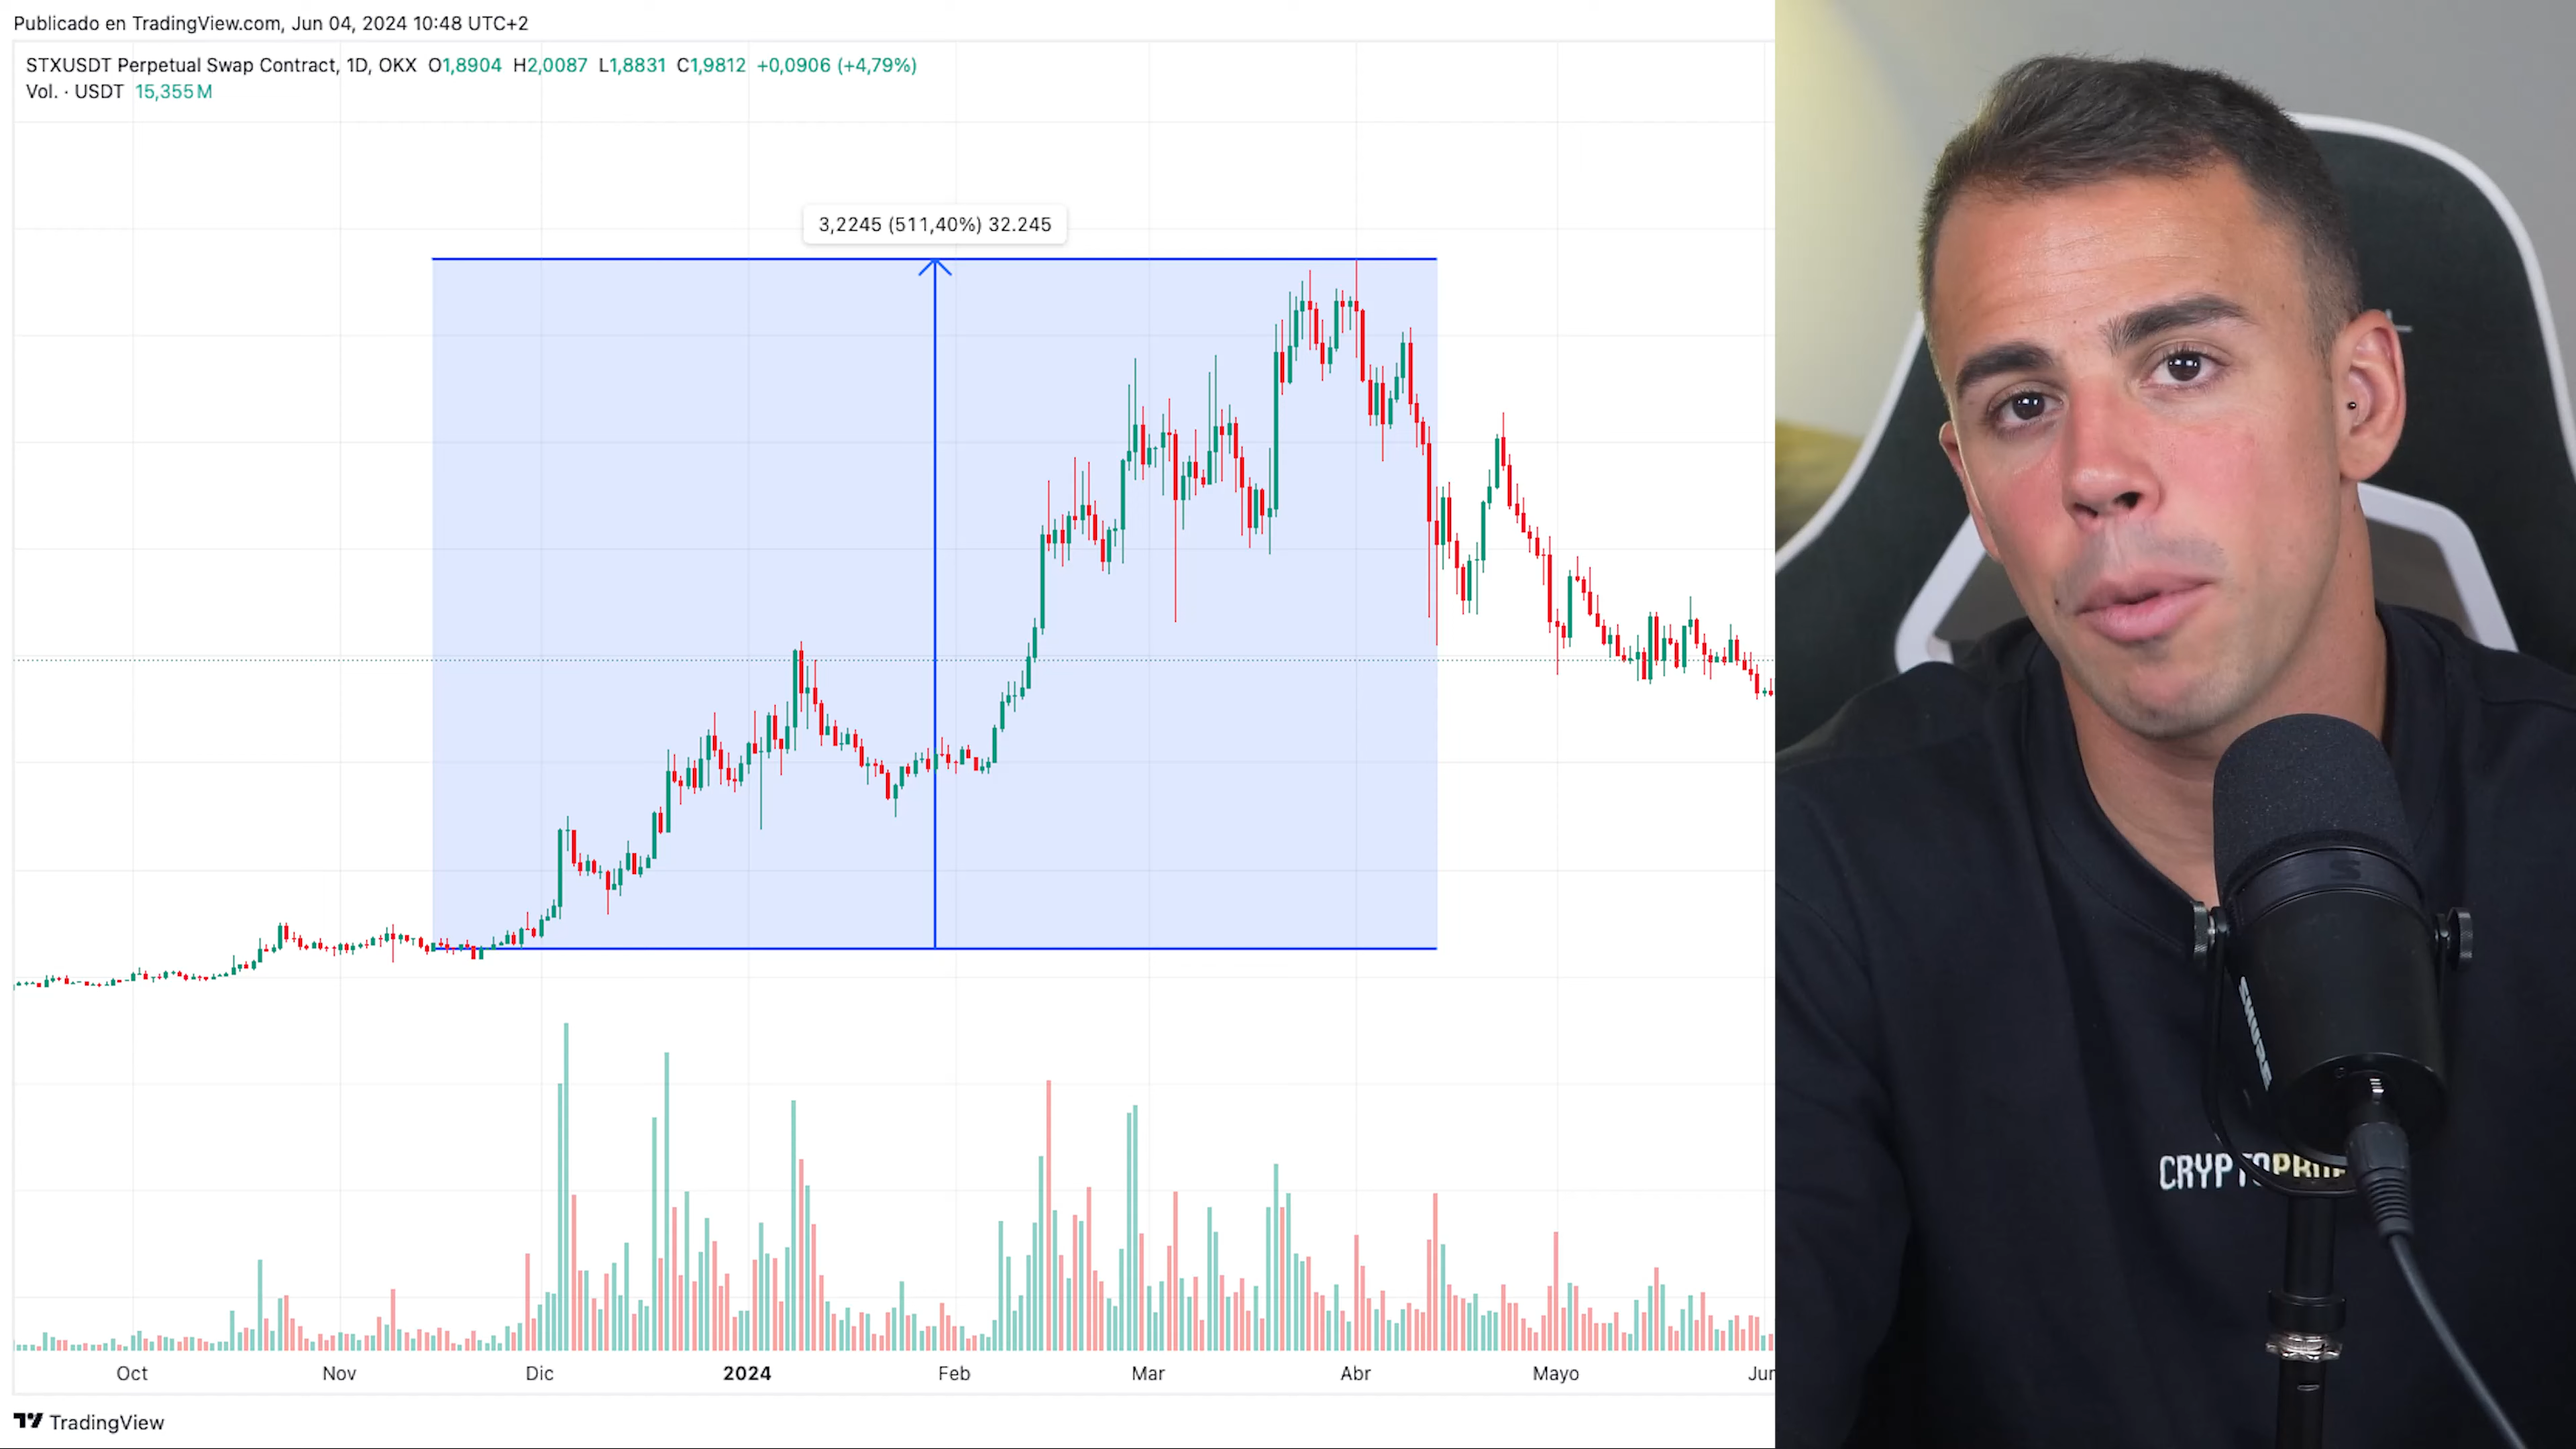 Publicado en TradingView.com, Jun 04, 2024 10:48 UTC+2
STXUSDT Perpetual Swap Contract, 1D, OKX O1,8904 H2,0087 L1,8831 C1,9812 +0,0906 (+4,79%)
Vol. · USDT 15,355 M
3,2245 (511,40%) 32.245
Oct Nov Dic 2024 Feb Mar Abr Mayo Jun
TradingView
SHURE